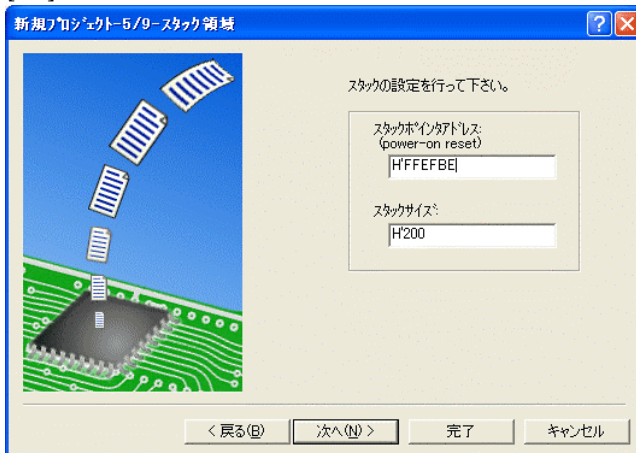 新規プロジェクト-5/9-スタック領域
スタックの設定を行って下さい。
スタックポインタアドレス:
(power-on reset)
H'FFEFBE
スタックサイズ:
H'200
< 戻る(B)
次へ(N) >
完了
キャンセル